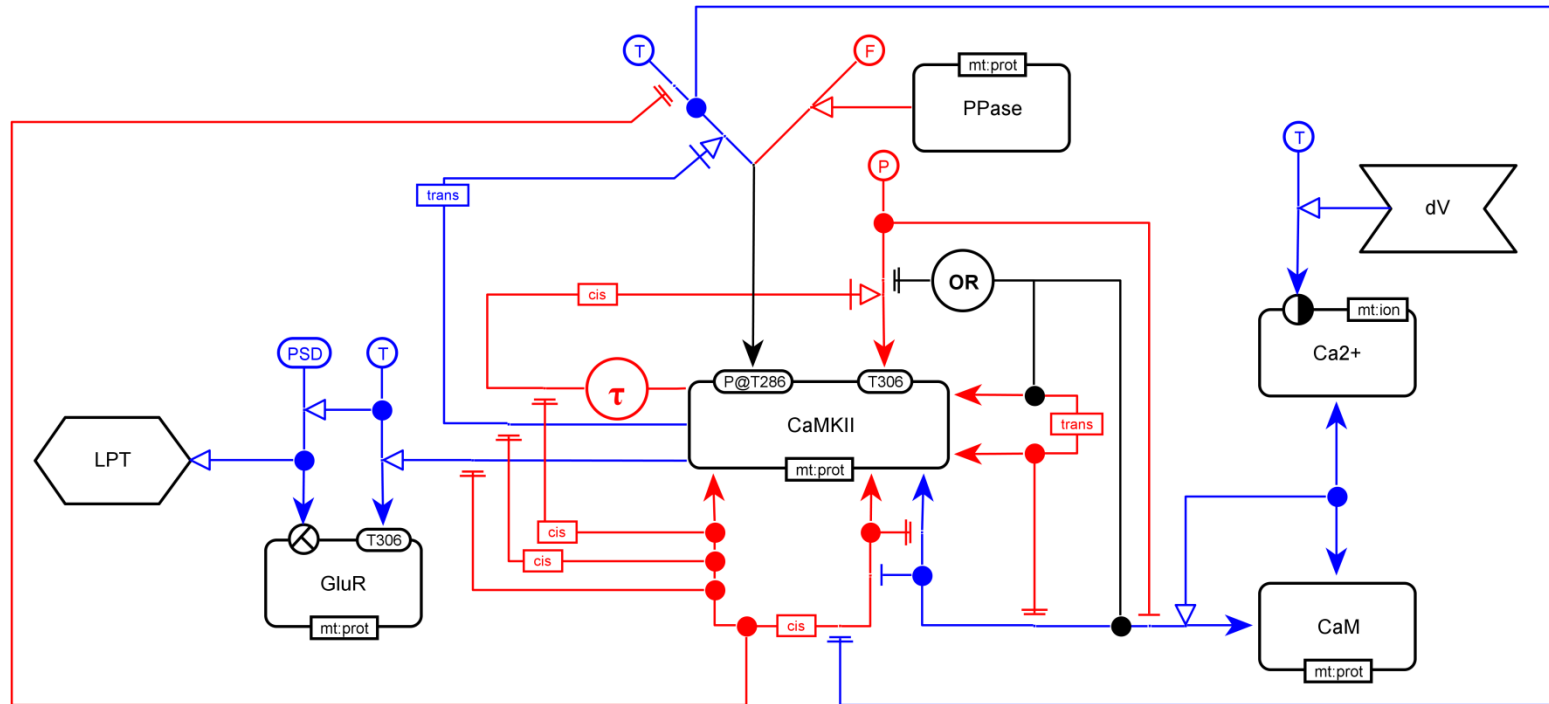 T
F
mt:prot
PPase
T
P
trans
dV
OR
cis
mt:ion
Ca2+
PSD
T
τ
P@T286
T306
CaMKII
trans
LPT
mt:prot
cis
T306
cis
GluR
cis
CaM
mt:prot
mt:prot